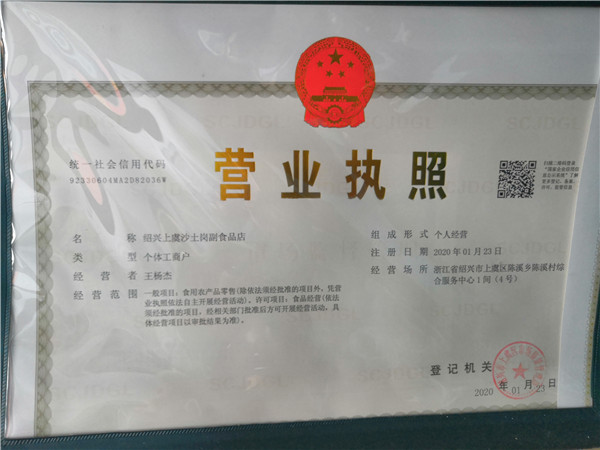 统一社会信用代码
92330604MA2D82036W
营业执照
名称 绍兴上虞沙土岗副食品店
类型 个体工商户
经营者 王杨杰
经营范围 一般项目：食用农产品零售(除依法须经批准的项目外，凭营
业执照依法自主开展经营活动)。许可项目：食品经营(依法
须经批准的项目，经相关部门批准后方可开展经营活动，具
体经营项目以审批结果为准)。
组成形式 个人经营
注册日期 2020年01月23日
经营场所 浙江省绍兴市上虞区陈溪乡陈溪村综
合服务中心1间(4号)
登记机关
2020年01月23日